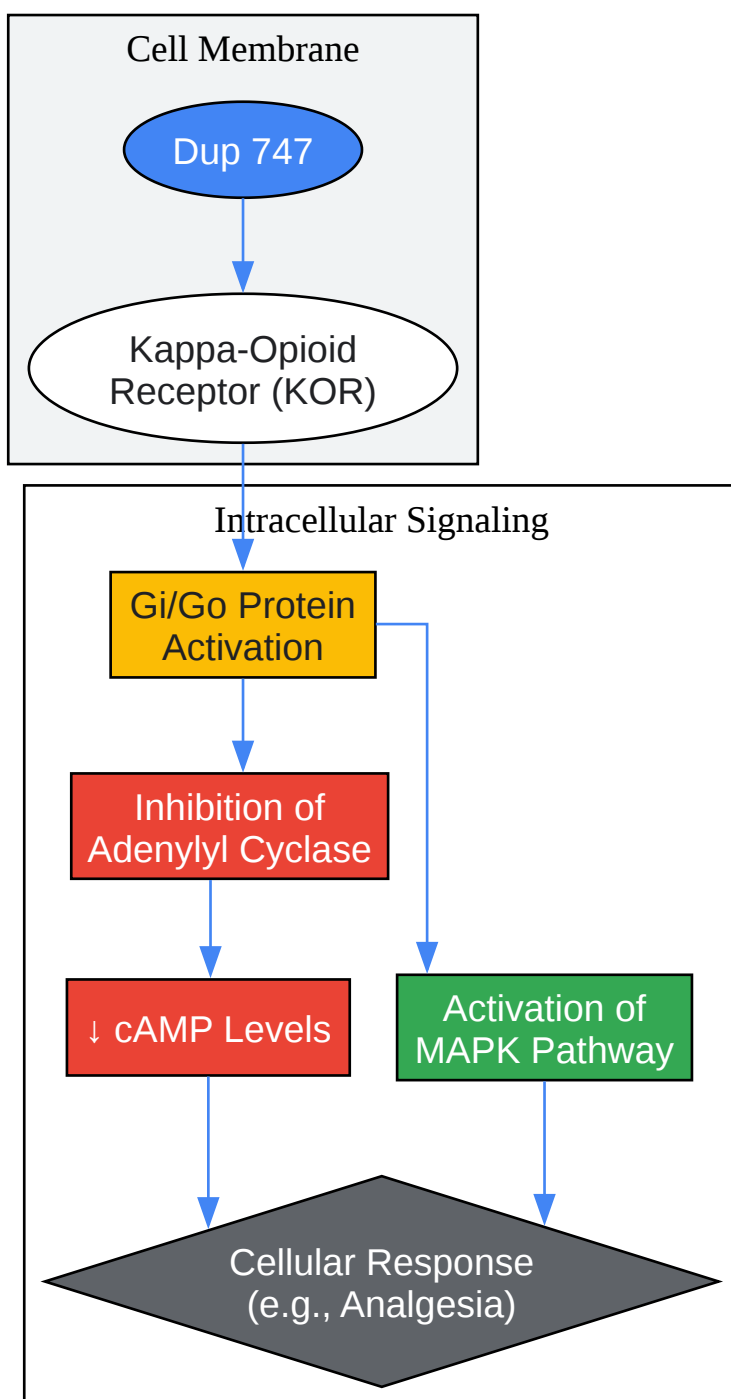 Cell Membrane
Dup 747
Kappa-Opioid
Receptor (KOR)
Intracellular Signaling
Gi/Go Protein
Activation
Inhibition of
Adenylyl Cyclase
↓ cAMP Levels
Activation of
MAPK Pathway
Cellular Response
(e.g., Analgesia)